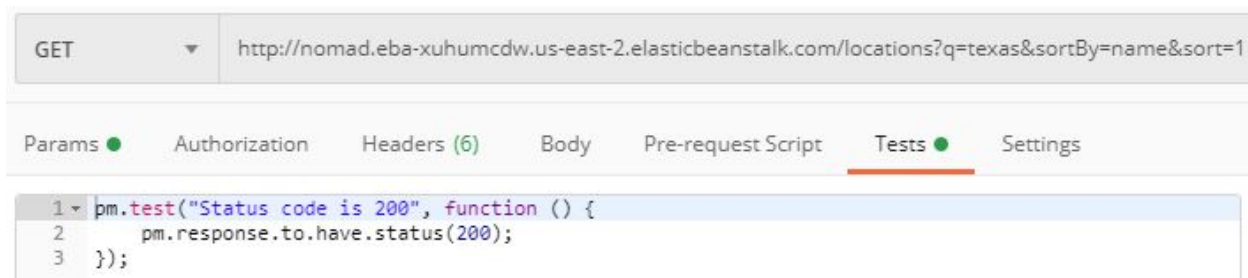 GET http://nomad.eba-xuhumcdw.us-east-2.elasticbeanstalk.com/locations?q=texas&sortBy=name&sort=1
Params Authorization Headers (6) Body Pre-request Script Tests Settings
1 pm.test("Status code is 200", function () {
2 pm.response.to.have.status(200);
3 });